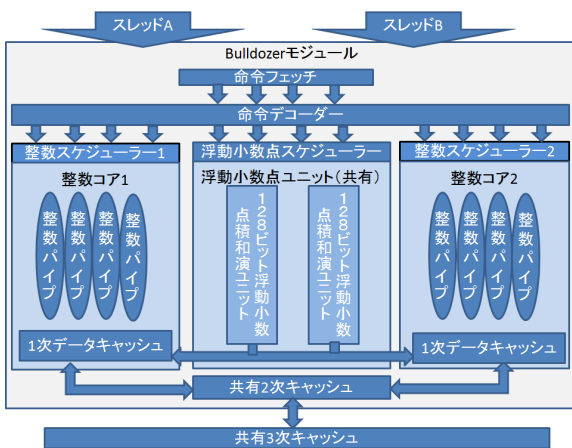 スレッドA
スレッドB
Bulldozerモジュール
命令フェッチ
命令デコーダー
整数スケジューラー1
浮動小数点スケジューラー
整数スケジューラー2
整数コア1
浮動小数点ユニット(共有)
整数コア2
整数パイプ
整数パイプ
整数パイプ
整数パイプ
128ビット浮動小数
点積和演ユニット
128ビット浮動小数
点積和演ユニット
整数パイプ
整数パイプ
整数パイプ
整数パイプ
1次データキャッシュ
1次データキャッシュ
共有2次キャッシュ
共有3次キャッシュ